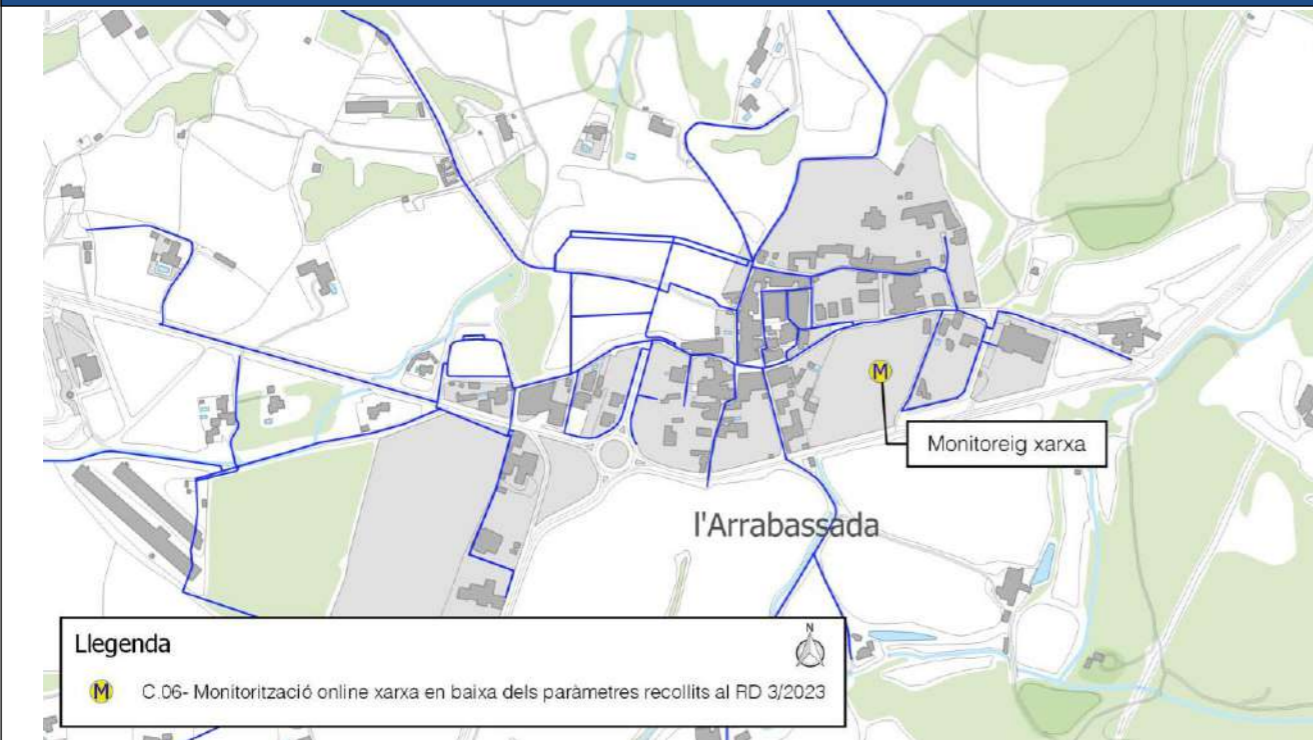 M
Monitoreig xarxa
l'Arrabassada
Llegenda
N
M C.06- Monitorització online xarxa en baixa dels paràmetres recollits al RD 3/2023